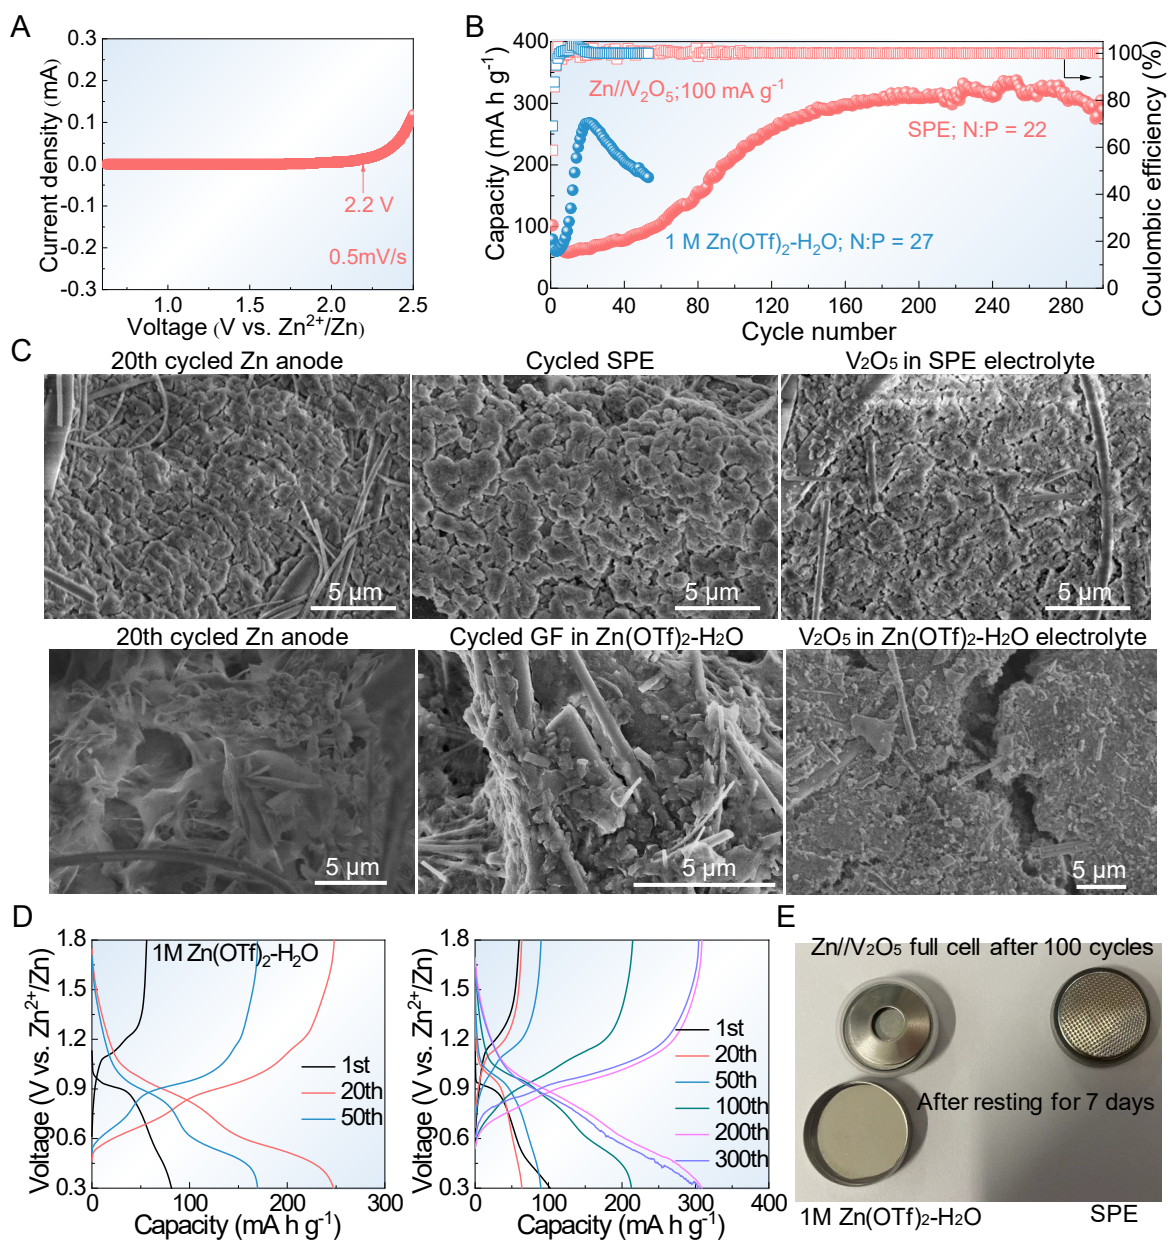 A
0.3
0.2
0.1
0.0
-0.1
-0.2
-0.3
Current density (mA)
2.2 V
0.5mV/s
1.0
1.5
2.0
2.5
Voltage (V vs. Zn²⁺/Zn)
B
400
300
200
100
0
Capacity (mA h g⁻¹)
Zn//V₂O₅;100 mA g⁻¹
SPE; N:P = 22
1 M Zn(OTf)₂-H₂O; N:P = 27
100
80
60
40
20
0
Coulombic efficiency (%)
0
40
80
120
160
200
240
280
Cycle number
C
20th cycled Zn anode
Cycled SPE
V₂O₅ in SPE electrolyte
5 μm
5 μm
5 μm
20th cycled Zn anode
Cycled GF in Zn(OTf)₂-H₂O
V₂O₅ in Zn(OTf)₂-H₂O electrolyte
5 μm
5 μm
5 μm
D
1.8
1.5
1.2
0.9
0.6
0.3
Voltage (V vs. Zn²⁺/Zn)
1M Zn(OTf)₂-H₂O
1st
20th
50th
0
100
200
300
Capacity (mA h g⁻¹)
1.8
1.5
1.2
0.9
0.6
0.3
Voltage (V vs. Zn²⁺/Zn)
1st
20th
50th
100th
200th
300th
0
100
200
300
400
Capacity (mA h g⁻¹)
E
Zn//V₂O₅ full cell after 100 cycles
After resting for 7 days
1M Zn(OTf)₂-H₂O
SPE